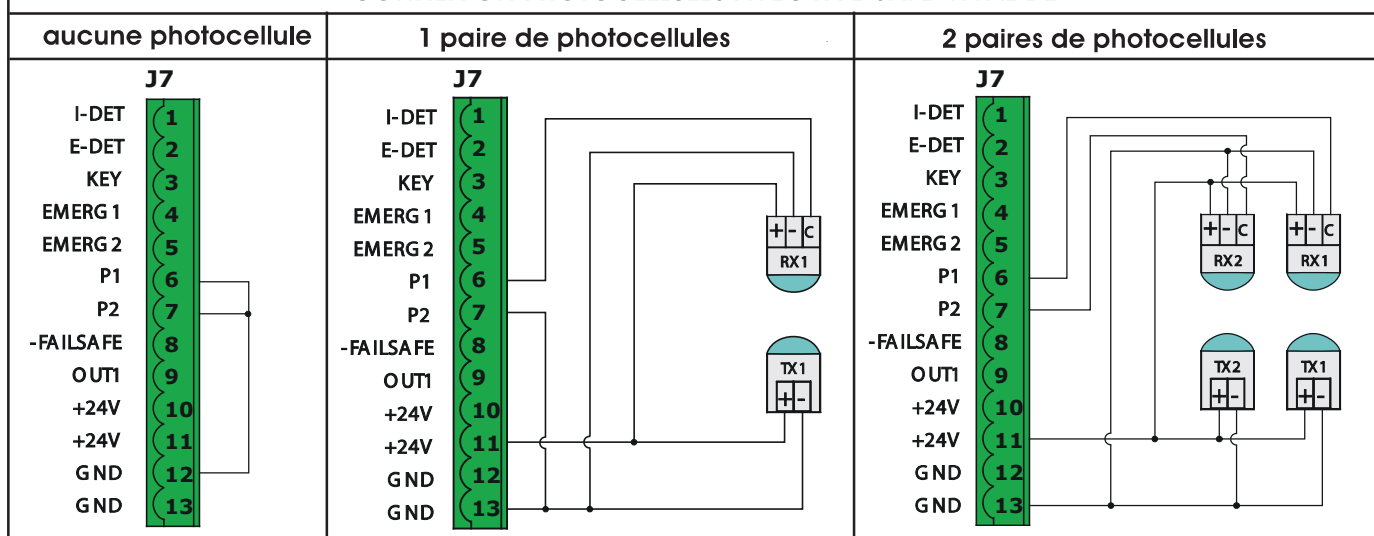 aucune photocellule
1 paire de photocellules
2 paires de photocellules
J7
I-DET 1
E-DET 2
KEY 3
EMERG 1 4
EMERG 2 5
P1 6
P2 7
-FAILSAFE 8
OUT1 9
+24V 10
+24V 11
GND 12
GND 13
J7
I-DET 1
E-DET 2
KEY 3
EMERG 1 4
EMERG 2 5
P1 6
P2 7
-FAILSAFE 8
OUT1 9
+24V 10
+24V 11
GND 12
GND 13
+ - C
RX1
TX1
+ -
J7
I-DET 1
E-DET 2
KEY 3
EMERG 1 4
EMERG 2 5
P1 6
P2 7
-FAILSAFE 8
OUT1 9
+24V 10
+24V 11
GND 12
GND 13
+ - C
RX2
+ - C
RX1
TX2
+ -
TX1
+ -